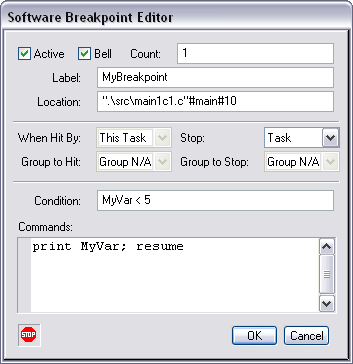 Software Breakpoint Editor
Active Bell Count: 1
Label: MyBreakpoint
Location: ".\src\main1c1.c"#main#10
When Hit By: This Task Stop: Task
Group to Hit: Group N/A Group to Stop: Group N/A
Condition: MyVar < 5
Commands:
print MyVar; resume
STOP OK Cancel